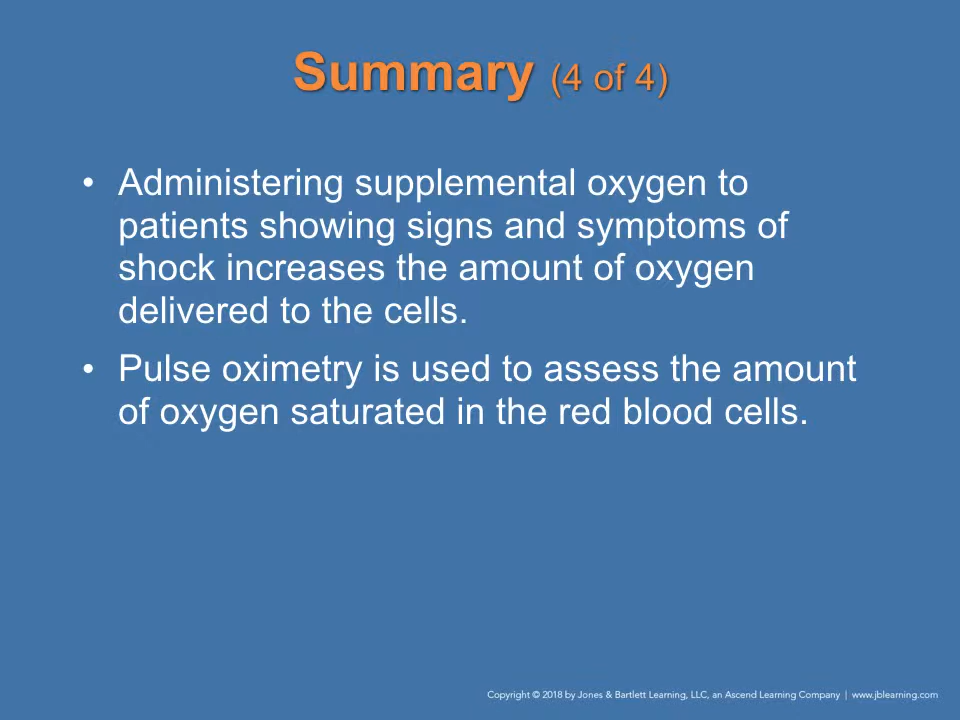 Summary (4 of 4)
• Administering supplemental oxygen to
patients showing signs and symptoms of
shock increases the amount of oxygen
delivered to the cells.
• Pulse oximetry is used to assess the amount
of oxygen saturated in the red blood cells.
Copyright © 2018 by Jones & Bartlett Learning, LLC, an Ascend Learning Company | www.jblearning.com